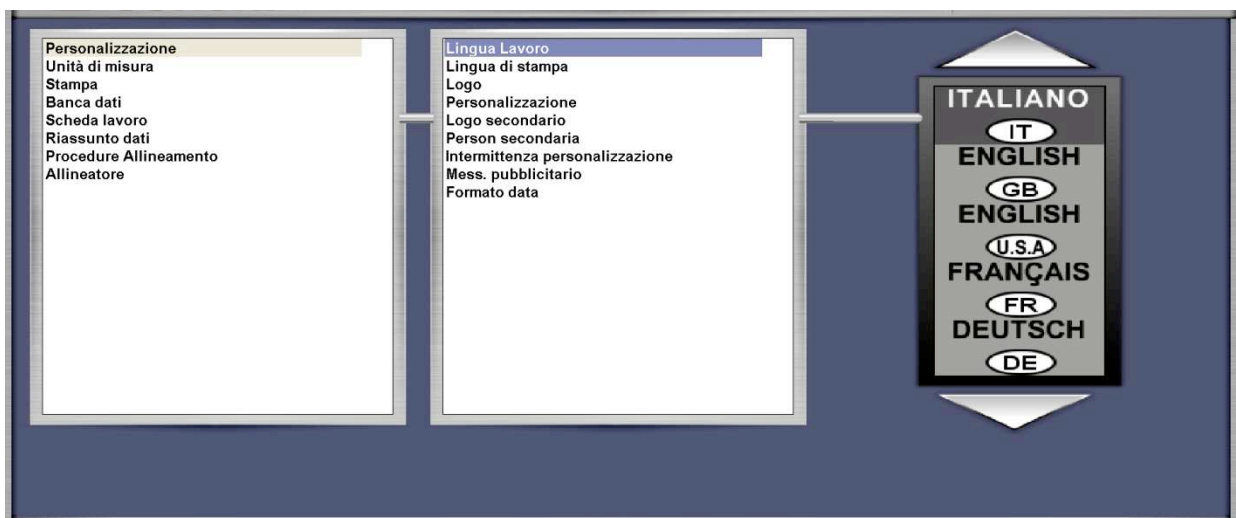 Personalizzazione
Unità di misura
Stampa
Banca dati
Scheda lavoro
Riassunto dati
Procedure Allineamento
Allineatore
Lingua Lavoro
Lingua di stampa
Logo
Personalizzazione
Logo secondario
Person secondaria
Intermittenza personalizzazione
Mess. pubblicitario
Formato data
ITALIANO
IT
ENGLISH
GB
ENGLISH
U.S.A
FRANÇAIS
FR
DEUTSCH
DE